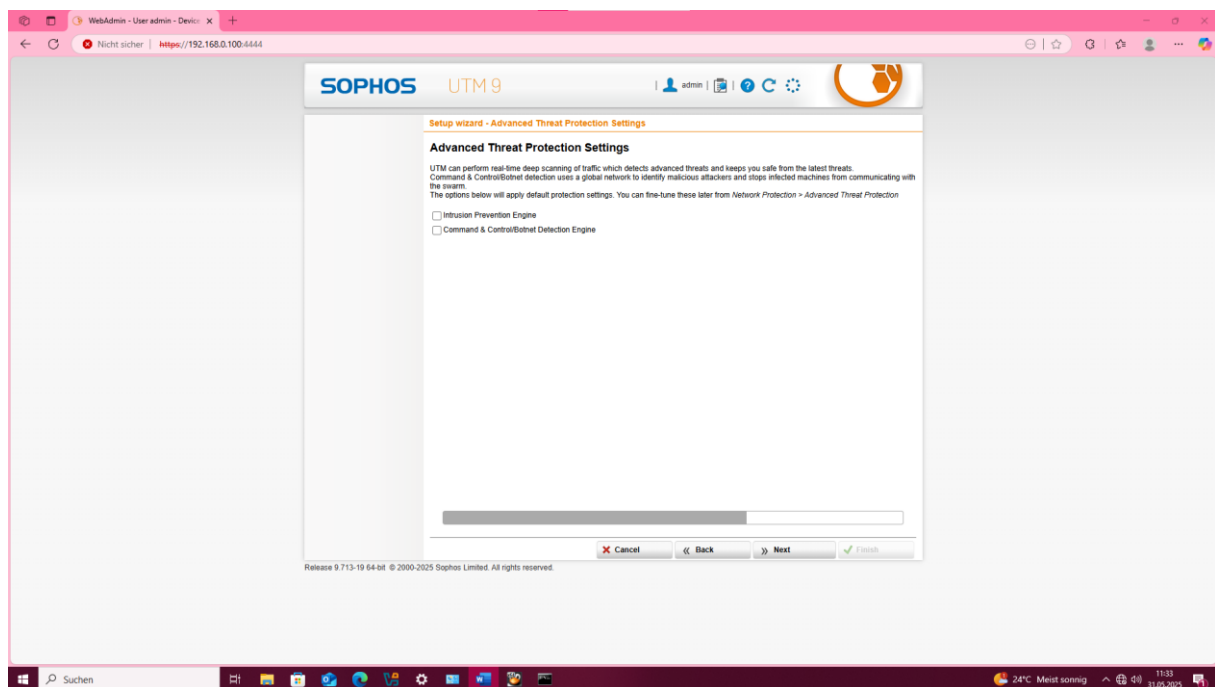 WebAdmin - User admin - Device
Nicht sicher
https://192.168.0.100:4444
SOPHOS
UTM 9
admin
Setup wizard - Advanced Threat Protection Settings
Advanced Threat Protection Settings
UTM can perform real-time deep scanning of traffic which detects advanced threats and keeps you safe from the latest threats.
Command & Control/Botnet detection uses a global network to identify malicious attackers and stops infected machines from communicating with
the swarm.
The options below will apply default protection settings. You can fine-tune these later from Network Protection > Advanced Threat Protection
Intrusion Prevention Engine
Command & Control/Botnet Detection Engine
Cancel
Back
Next
Finish
Release 9.713-19 64-bit © 2000-2025 Sophos Limited. All rights reserved.
Suchen
24°C Meist sonnig
11:33
31.05.2025